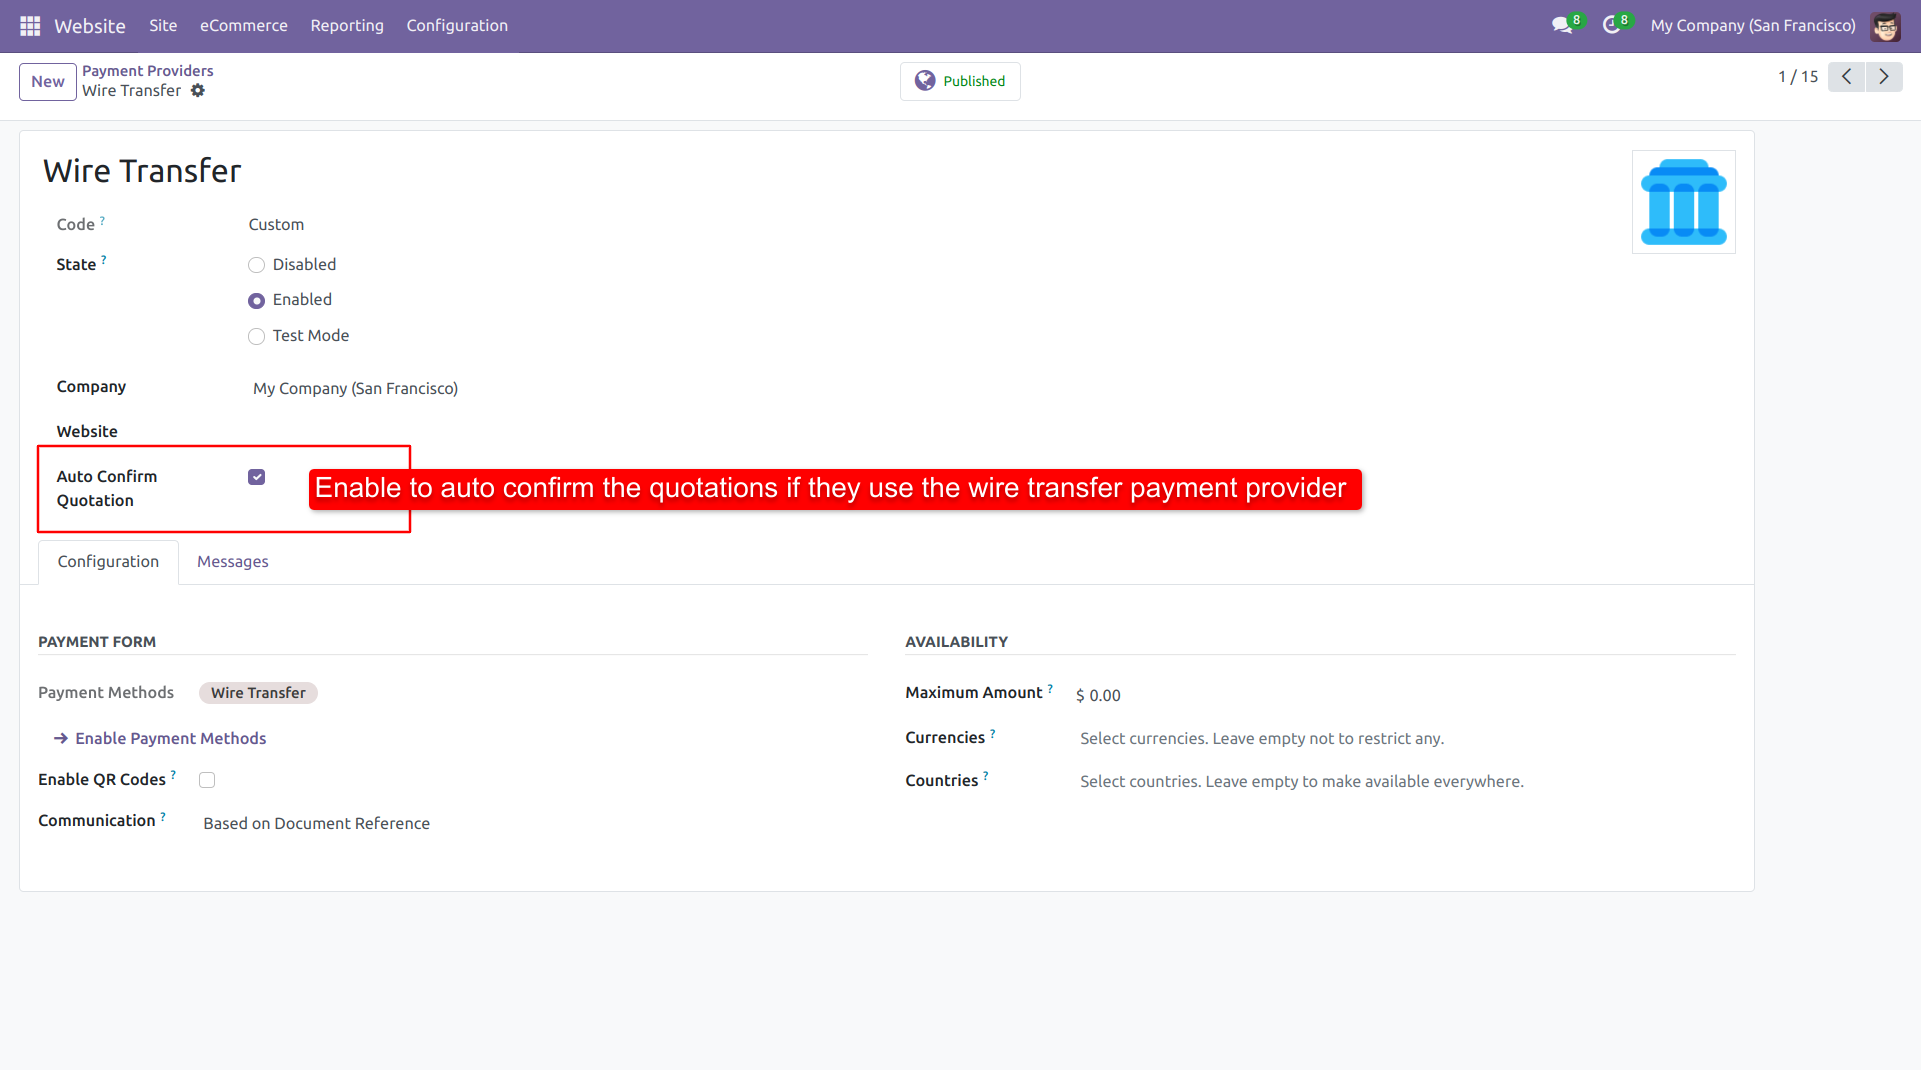 Website Site eCommerce Reporting Configuration 8 8 My Company (San Francisco)
New Payment Providers
Wire Transfer
Published
1 / 15
Wire Transfer
Code ? Custom
State ? Disabled
Enabled
Test Mode
Company My Company (San Francisco)
Website
Auto Confirm
Quotation
Enable to auto confirm the quotations if they use the wire transfer payment provider
Configuration Messages
PAYMENT FORM
Payment Methods Wire Transfer
→ Enable Payment Methods
Enable QR Codes ?
Communication ? Based on Document Reference
AVAILABILITY
Maximum Amount ? $ 0.00
Currencies ? Select currencies. Leave empty not to restrict any.
Countries ? Select countries. Leave empty to make available everywhere.